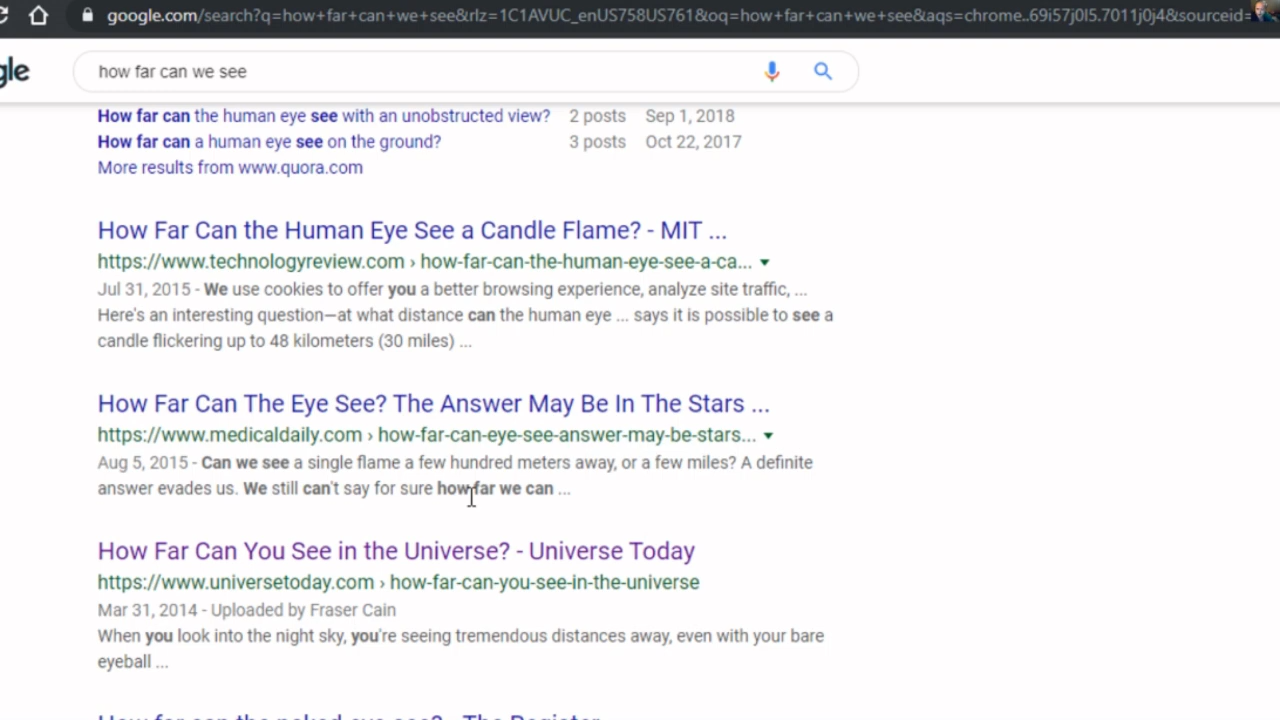 google.com/search?q=how+far+can+we+see&rlz=1C1AVUC_enUS758US761&oq=how+far+can+we+see&aqs=chrome..69i57j0l5.7011j0j4&sourceid=
gle
how far can we see
How far can the human eye see with an unobstructed view? 2 posts Sep 1, 2018
How far can a human eye see on the ground? 3 posts Oct 22, 2017
More results from www.quora.com
How Far Can the Human Eye See a Candle Flame? - MIT ...
https://www.technologyreview.com › how-far-can-the-human-eye-see-a-ca...
Jul 31, 2015 - We use cookies to offer you a better browsing experience, analyze site traffic, ...
Here's an interesting question—at what distance can the human eye ... says it is possible to see a
candle flickering up to 48 kilometers (30 miles) ...
How Far Can The Eye See? The Answer May Be In The Stars ...
https://www.medicaldaily.com › how-far-can-eye-see-answer-may-be-stars...
Aug 5, 2015 - Can we see a single flame a few hundred meters away, or a few miles? A definite
answer evades us. We still can't say for sure how far we can ...
How Far Can You See in the Universe? - Universe Today
https://www.universetoday.com › how-far-can-you-see-in-the-universe
Mar 31, 2014 - Uploaded by Fraser Cain
When you look into the night sky, you're seeing tremendous distances away, even with your bare
eyeball ...
How far can the naked eye see? - The Register